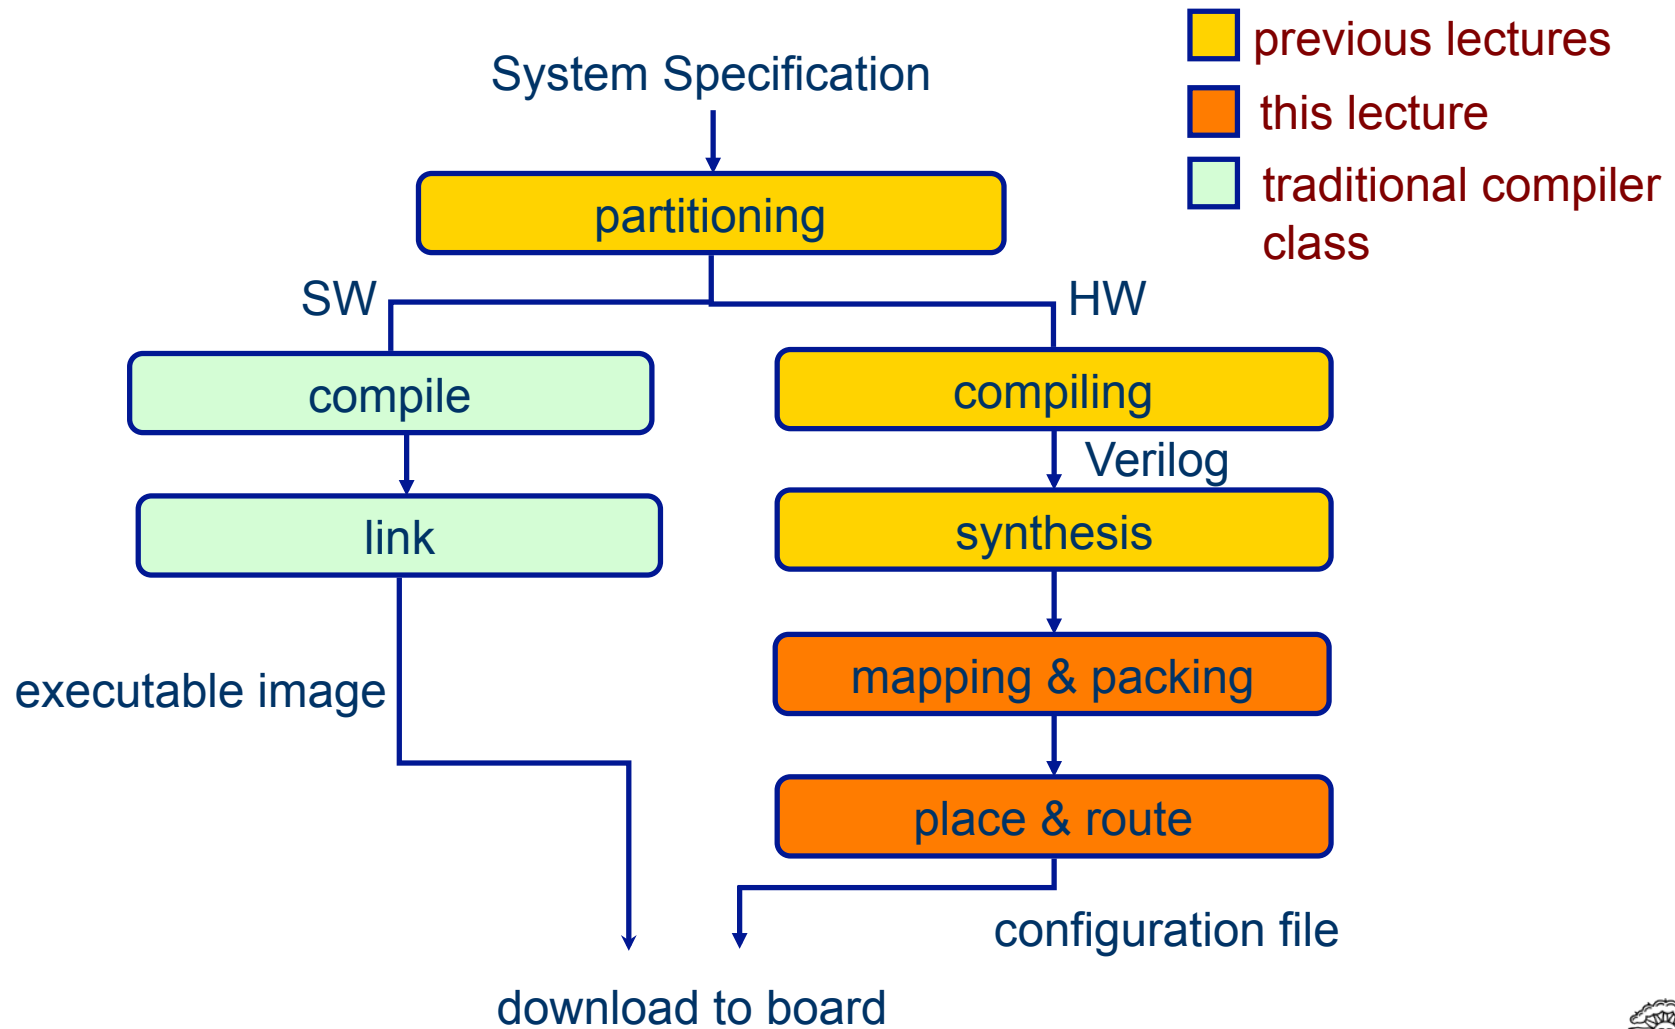 previous lectures
System Specification
this lecture
traditional compiler
class
partitioning
SW
HW
compile
compiling
Verilog
link
synthesis
executable image
mapping & packing
place & route
configuration file
download to board